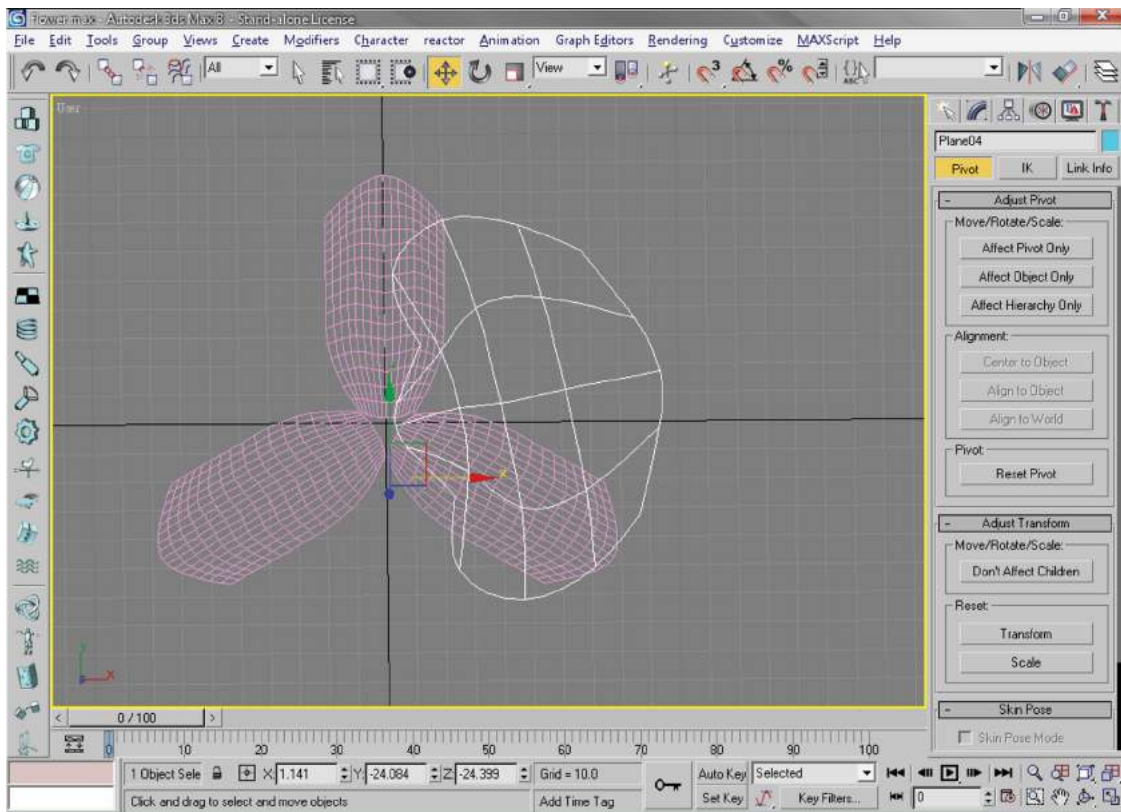 flower.max - Autodesk 3ds Max 8 - Stand-alone License
File Edit Tools Group Views Create Modifiers Character reactor Animation Graph Editors Rendering Customize MAXScript Help
All
View
User
Plane04
Pivot IK Link Info
- Adjust Pivot
Move/Rotate/Scale:
Affect Pivot Only
Affect Object Only
Affect Hierarchy Only
Alignment:
Center to Object
Align to Object
Align to World
Pivot:
Reset Pivot
- Adjust Transform
Move/Rotate/Scale:
Don't Affect Children
Reset:
Transform
Scale
- Skin Pose
Skin Pose Mode
y
x
x
< 0 / 100 >
0 10 20 30 40 50 60 70 80 90 100
1 Object Sele X: 1.141 Y: -24.084 Z: -24.399 Grid = 10.0 Auto Key Selected
Click and drag to select and move objects Add Time Tag Set Key Key Filters... 0